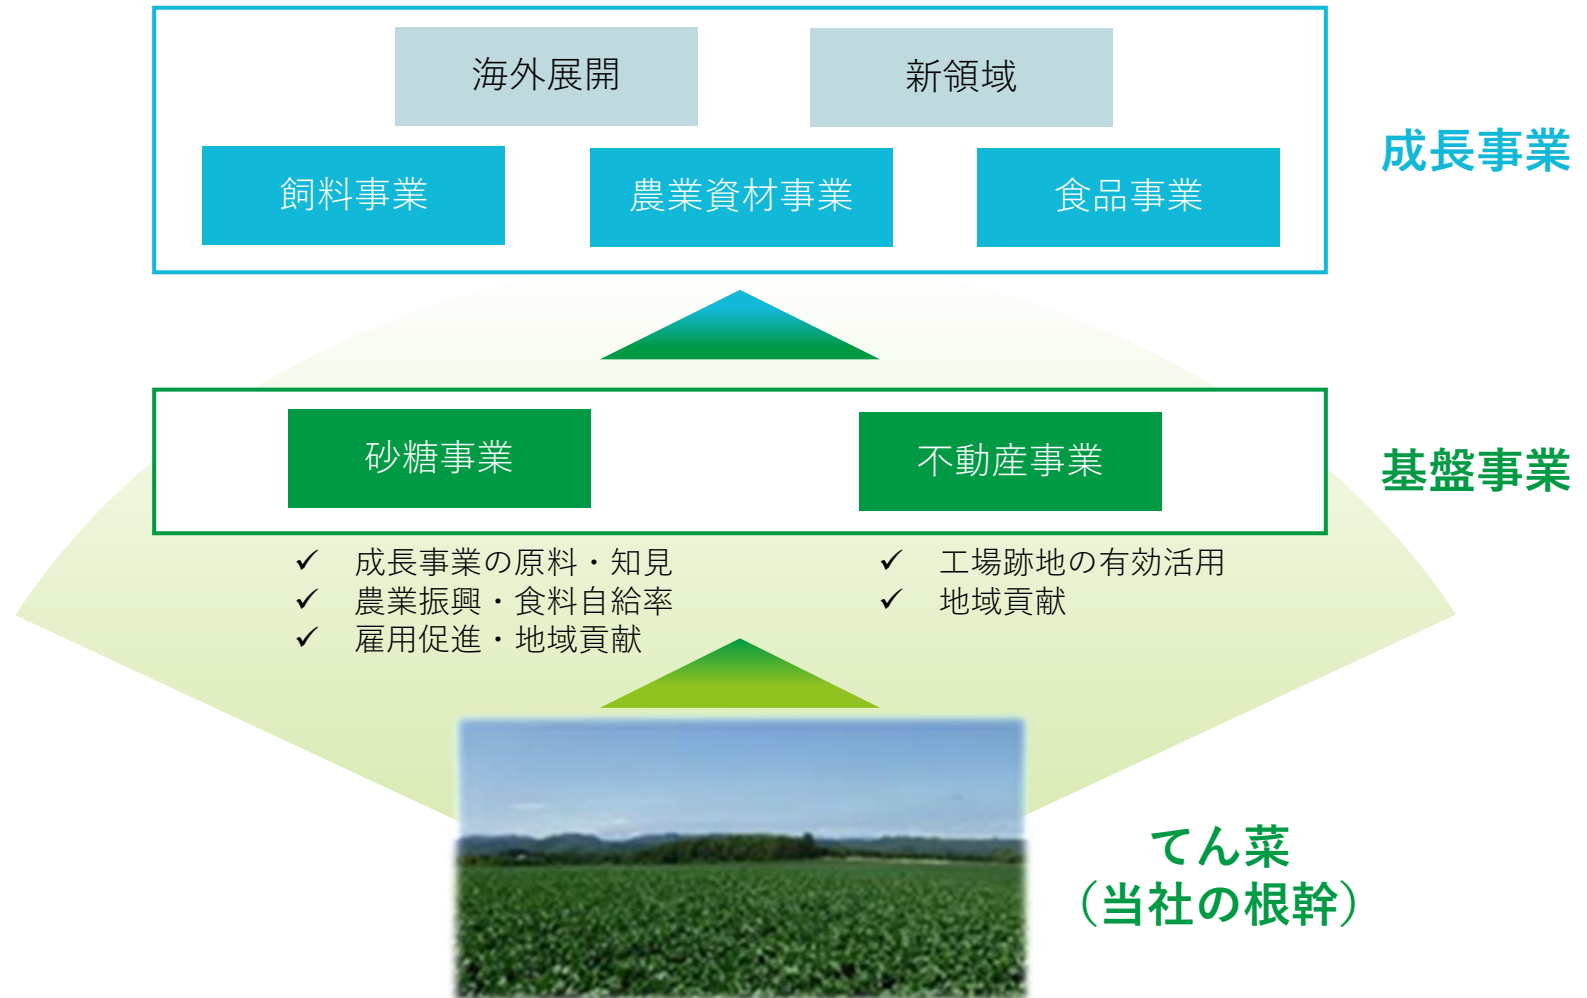 海外展開
新領域
成長事業
飼料事業
農業資材事業
食品事業
砂糖事業
不動産事業
基盤事業
✓ 成長事業の原料・知見
✓ 農業振興・食料自給率
✓ 雇用促進・地域貢献
✓ 工場跡地の有効活用
✓ 地域貢献
てん菜
（当社の根幹）